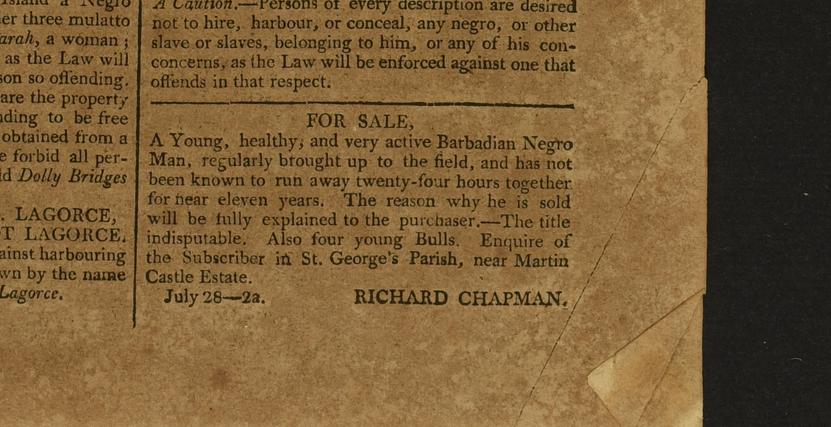 Island a Negro
er three mulatto
arah, a woman ;
as the Law will
son so offending.
are the property
ding to be free
obtained from a
e forbid all per-
d Dolly Bridges
. LAGORCE,
T LAGORCE.
ainst harbouring
wn by the name
Lagorce.
A Caution.—Persons of every description are desired
not to hire, harbour, or conceal, any negro, or other
slave or slaves, belonging to him, or any of his con-
concerns, as the Law will be enforced against one that
offends in that respect.
FOR SALE,
A Young, healthy, and very active Barbadian Negro
Man, regularly brought up to the field, and has not
been known to run away twenty-four hours together
for near eleven years. The reason why he is sold
will be fully explained to the purchaser.—The title
indisputable. Also four young Bulls. Enquire of
the Subscriber in St. George's Parish, near Martin
Castle Estate.
July 28—2a. RICHARD CHAPMAN.